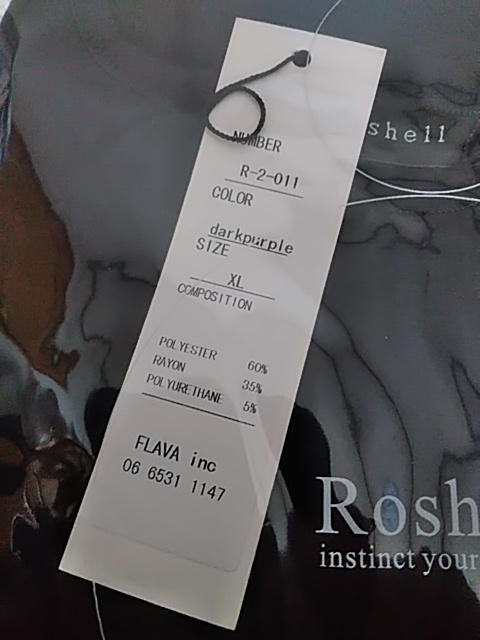 NUMBER
R-2-011
COLOR
darkpurple
SIZE
XL
COMPOSITION
POLYESTER 60%
RAYON 35%
POLYURETHANE 5%
FLAVA inc
06 6531 1147
shell
Rosh
instinct your